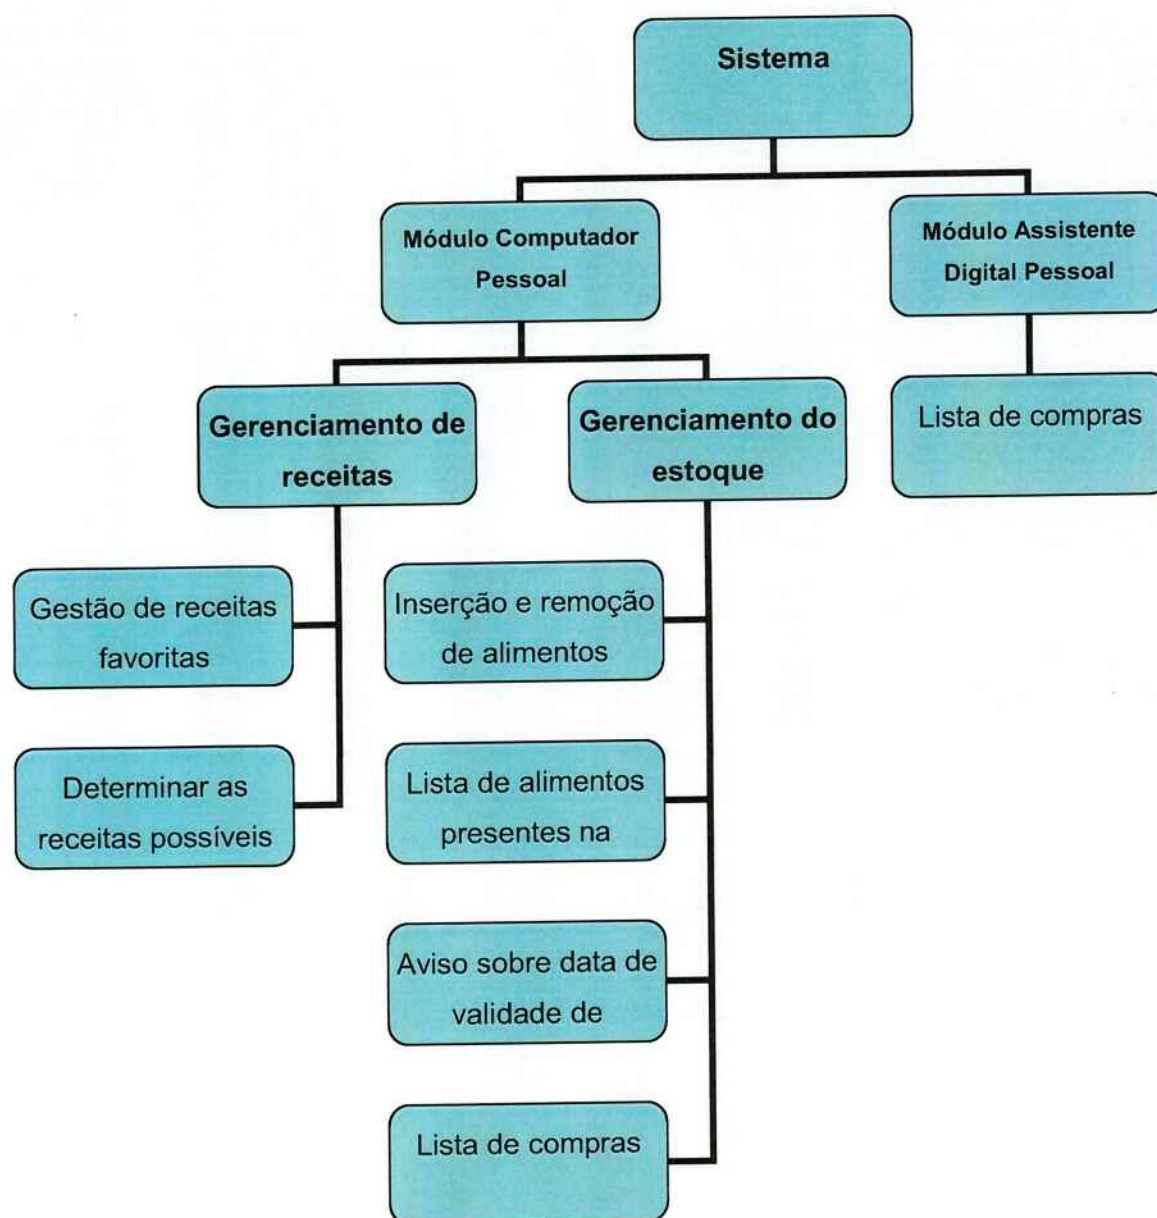 Sistema
Módulo Computador
Pessoal
Módulo Assistente
Digital Pessoal
Gerenciamento de
receitas
Gerenciamento do
estoque
Lista de compras
Gestão de receitas
favoritas
Inserção e remoção
de alimentos
Determinar as
receitas possíveis
Lista de alimentos
presentes na
Aviso sobre data de
validade de
Lista de compras